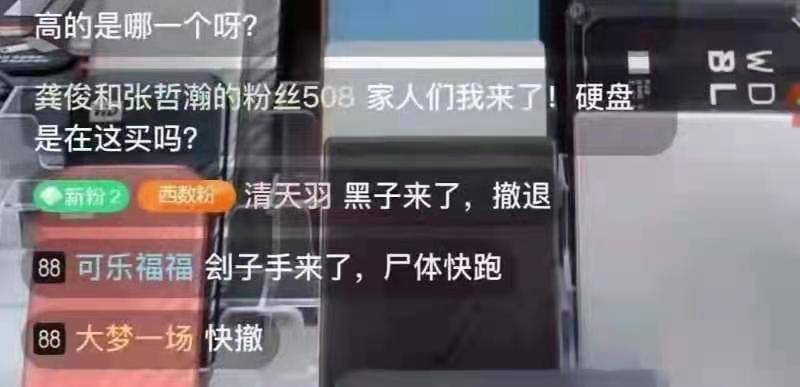 高的是哪一个呀?
龚俊和张哲瀚的粉丝508 家人们我来了!硬盘
是在这买吗?
新粉 2 西数粉 清天羽 黑子来了，撤退
88 可乐福福 刽子手来了，尸体快跑
88 大梦一场 快撤
WD
BL